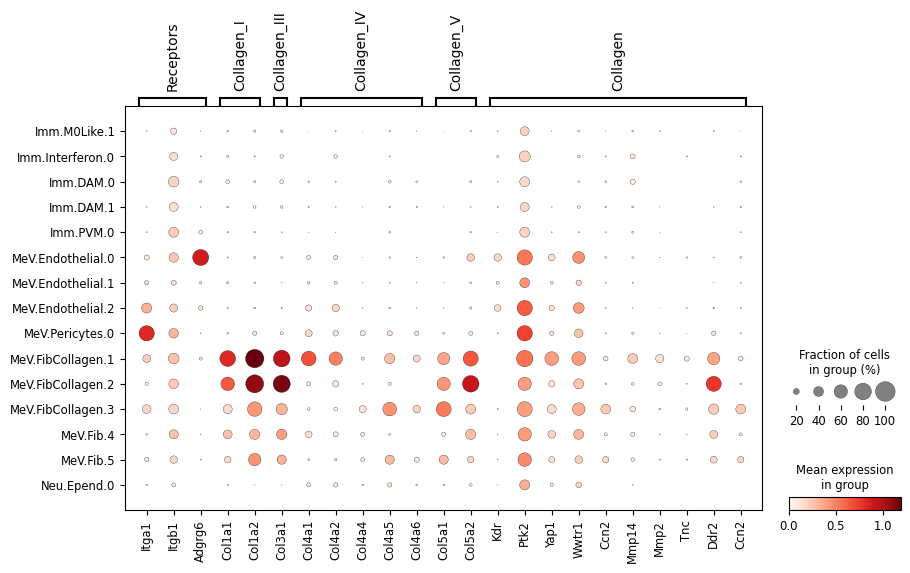 Receptors
Collagen_I
Collagen_III
Collagen_IV
Collagen_V
Collagen
Imm.M0Like.1
Imm.Interferon.0
Imm.DAM.0
Imm.DAM.1
Imm.PVM.0
MeV.Endothelial.0
MeV.Endothelial.1
MeV.Endothelial.2
MeV.Pericytes.0
MeV.FibCollagen.1
MeV.FibCollagen.2
MeV.FibCollagen.3
MeV.Fib.4
MeV.Fib.5
Neu.Epend.0
Itga1
Itgb1
Adgrg6
Col1a1
Col1a2
Col3a1
Col4a1
Col4a2
Col4a4
Col4a5
Col4a6
Col5a1
Col5a2
Kdr
Ptk2
Yap1
Wwtr1
Ccn2
Mmp14
Mmp2
Tnc
Ddr2
Ccn2
Fraction of cells
in group (%)
20 40 60 80 100
Mean expression
in group
0.0 0.5 1.0